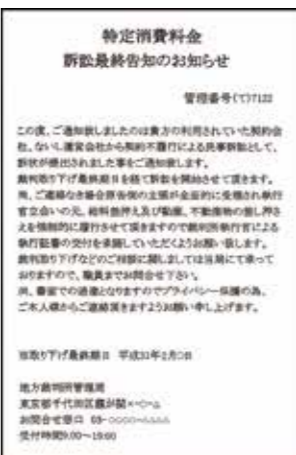 特定消費料金
訴訟最終告知のお知らせ
管理番号(て)7122
この度、ご通知致しましたのは貴方の利用されていた契約会
社、ないし運営会社から契約不履行による民事訴訟として、
訴状が提出されました事をご通知致します。
裁判取り下げ最終期日を経て訴訟を開始させて頂きます。
尚、ご連絡なき場合原告側の主張が全面的に受理され執行
官立会いの元、給料差押え及び動産、不動産物の差し押さ
えを強制的に履行させて頂きますので裁判所執行官による
執行証書の交付を承諾していただくようお願い致します。
裁判取り下げなどのご相談に関しましては当局にて承って
おりますので、職員までお問合せ下さい。
尚、書面での通達となりますのでプライバシー保護の為、
ご本人様からご連絡頂きますようお願い申し上げます。
取り下げ最終期日 平成31年2月○日
地方裁判所管理局
東京都千代田区霞が関×-○-△
お問合せ窓口 03-○○○○-△△△△
受付時間9:00~19:00